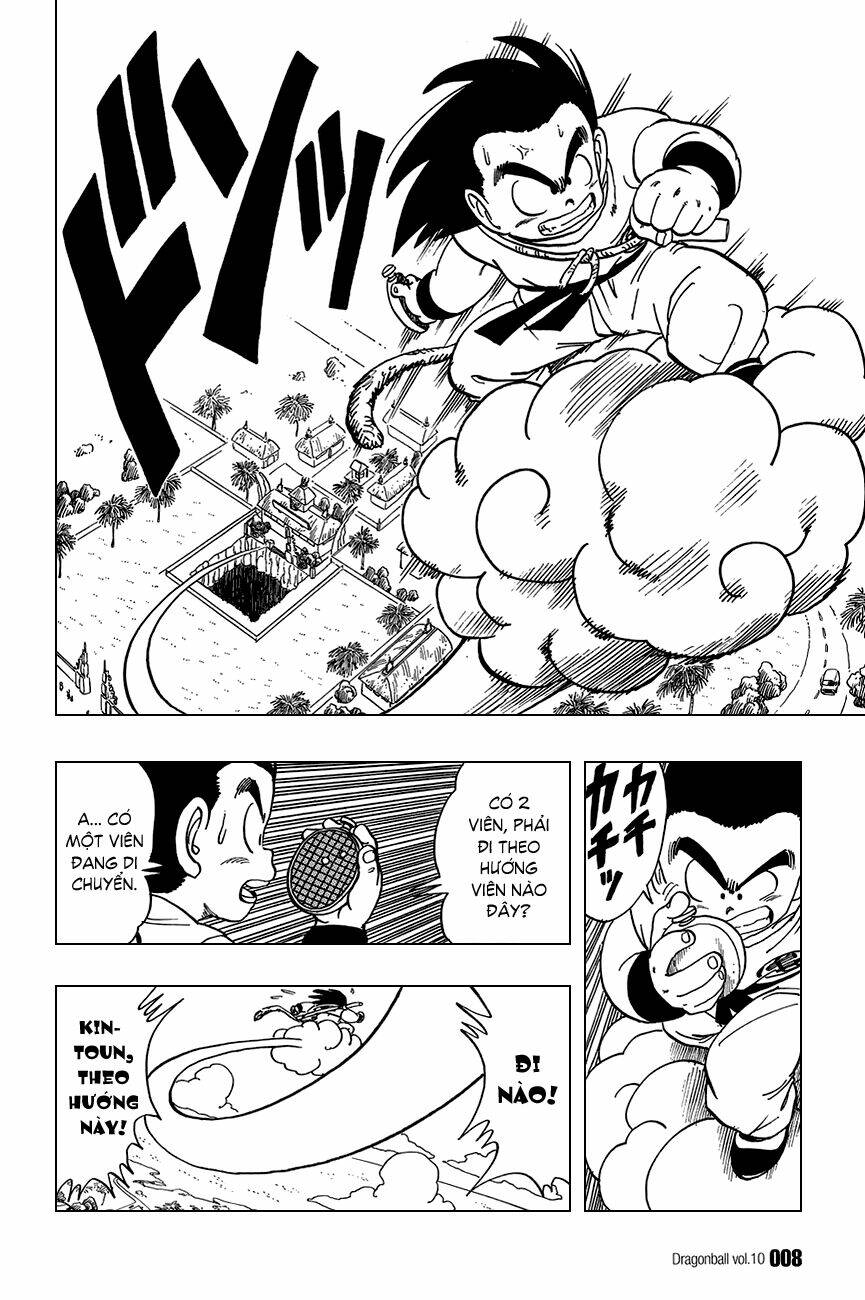 ドンッ
カチ
カチッ
CÓ 2
VIÊN, PHẢI
ĐI THEO
HƯỚNG
VIÊN NÀO
ĐÂY?
A... CÓ
MỘT VIÊN
ĐANG DI
CHUYỂN.
ĐI
NÀO!
KIN-
TOUN,
THEO
HƯỚNG
NÀY!
Dragonball vol.10 008